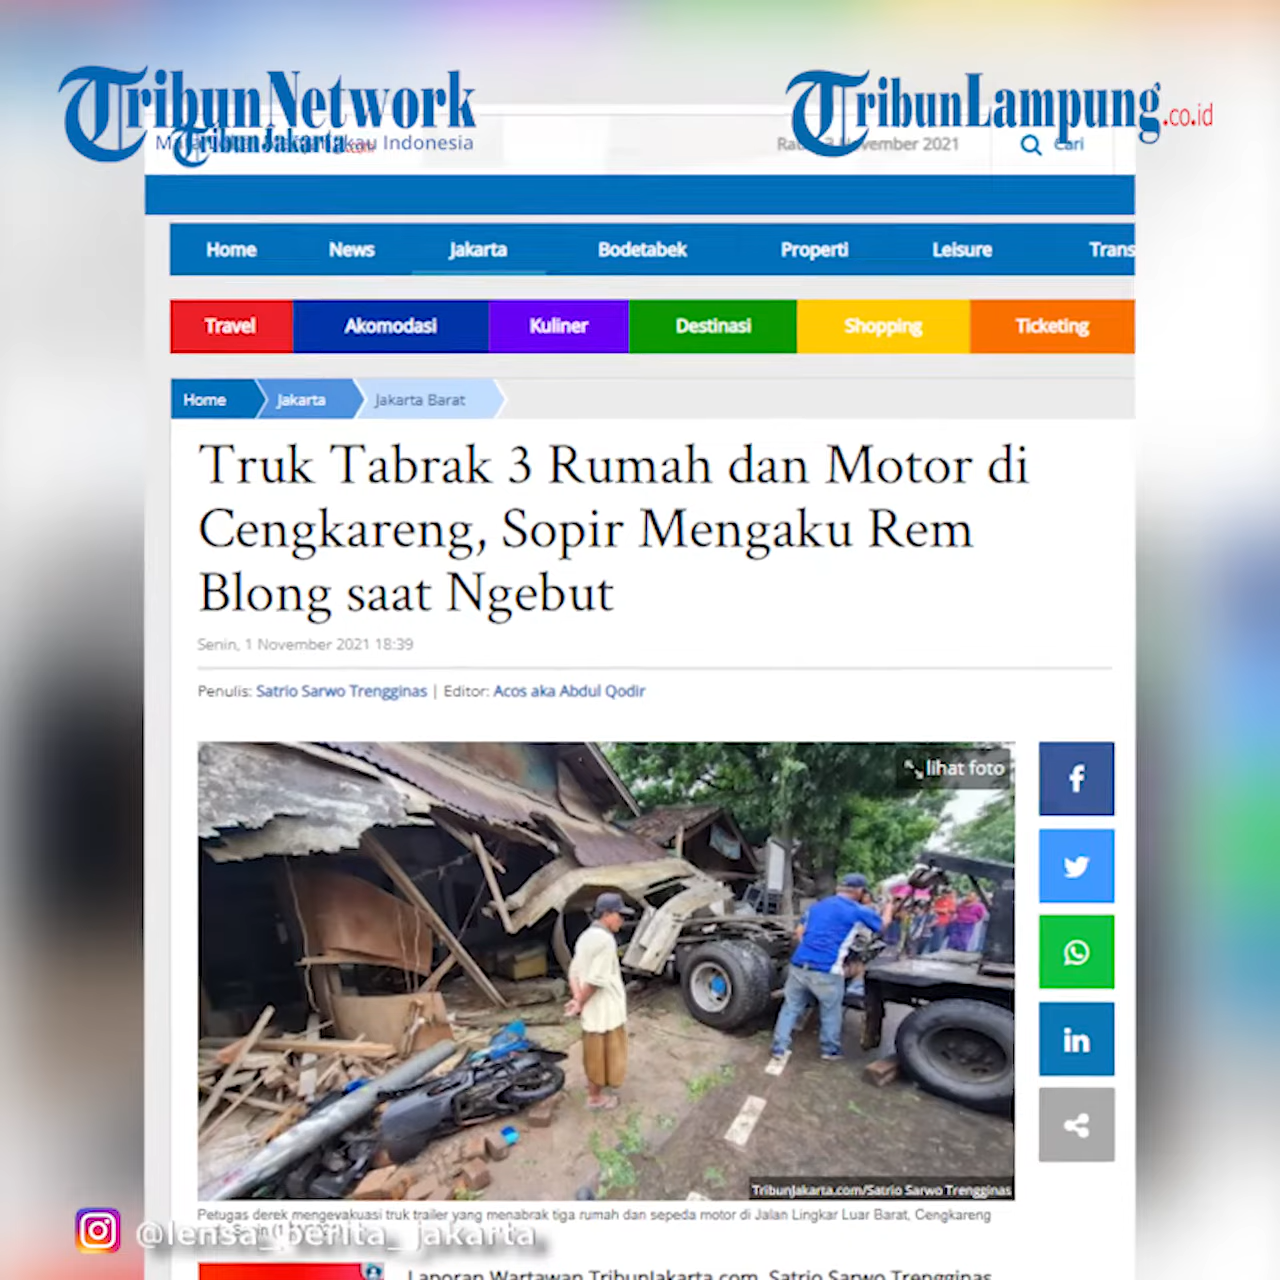 TribunNetwork
TribunLampung.co.id
TribunJakarta
Indonesia
November 2021
Cari
Home News Jakarta Bodetabek Properti Leisure Trans
Travel Akomodasi Kuliner Destinasi Shopping Ticketing
Home Jakarta Jakarta Barat
Truk Tabrak 3 Rumah dan Motor di
Cengkareng, Sopir Mengaku Rem
Blong saat Ngebut
Senin, 1 November 2021 18:39
Penulis: Satrio Sarwo Trengginas | Editor: Acos aka Abdul Qodir
lihat foto
TribunJakarta.com/Satrio Sarwo Trengginas
Petugas derek mengevakuasi truk trailer yang menabrak tiga rumah dan sepeda motor di Jalan Lingkar Luar Barat, Cengkareng
@lensa_berita_jakarta
Laporan Wartawan TribunJakarta.com, Satrio Sarwo Trengginas